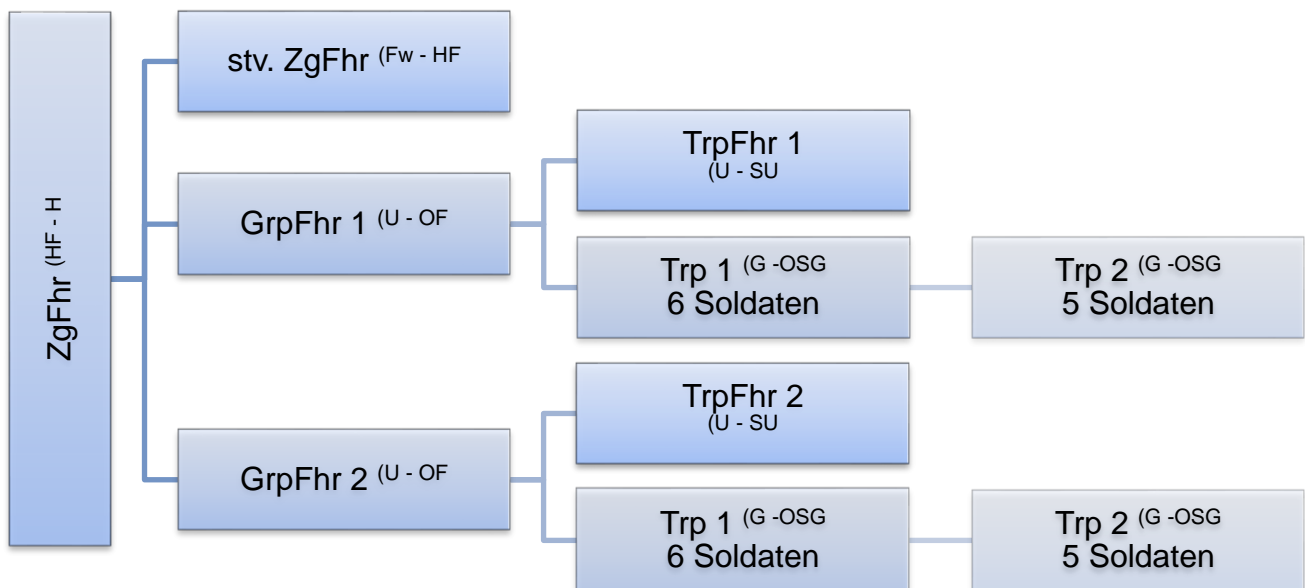 ZgFhr (HF - H
stv. ZgFhr (Fw - HF
GrpFhr 1 (U - OF
TrpFhr 1
(U - SU
Trp 1 (G -OSG
6 Soldaten
Trp 2 (G -OSG
5 Soldaten
GrpFhr 2 (U - OF
TrpFhr 2
(U - SU
Trp 1 (G -OSG
6 Soldaten
Trp 2 (G -OSG
5 Soldaten